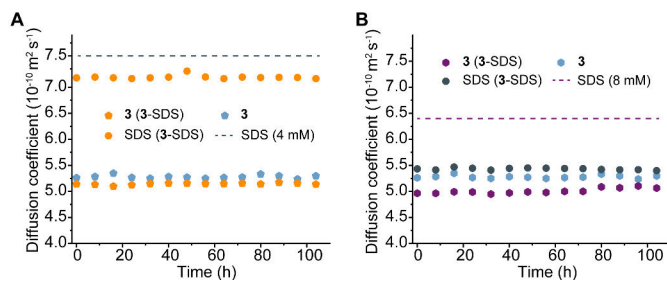 A
Diffusion coefficient (10⁻¹⁰ m² s⁻¹)
7.5
7.0
6.5
6.0
5.5
5.0
4.5
4.0
3 (3-SDS)
3
SDS (3-SDS)
SDS (4 mM)
0 20 40 60 80 100
Time (h)
B
Diffusion coefficient (10⁻¹⁰ m² s⁻¹)
7.5
7.0
6.5
6.0
5.5
5.0
4.5
4.0
3 (3-SDS)
3
SDS (3-SDS)
SDS (8 mM)
0 20 40 60 80 100
Time (h)